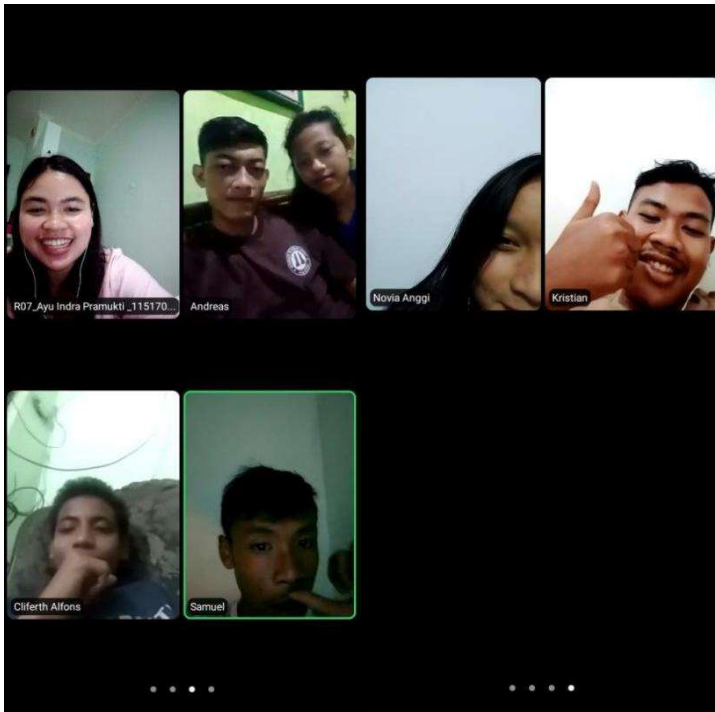 R07_Ayu Indra Pramukti _115170...
Andreas
Novia Anggi
Kristian
Cliferth Alfons
Samuel